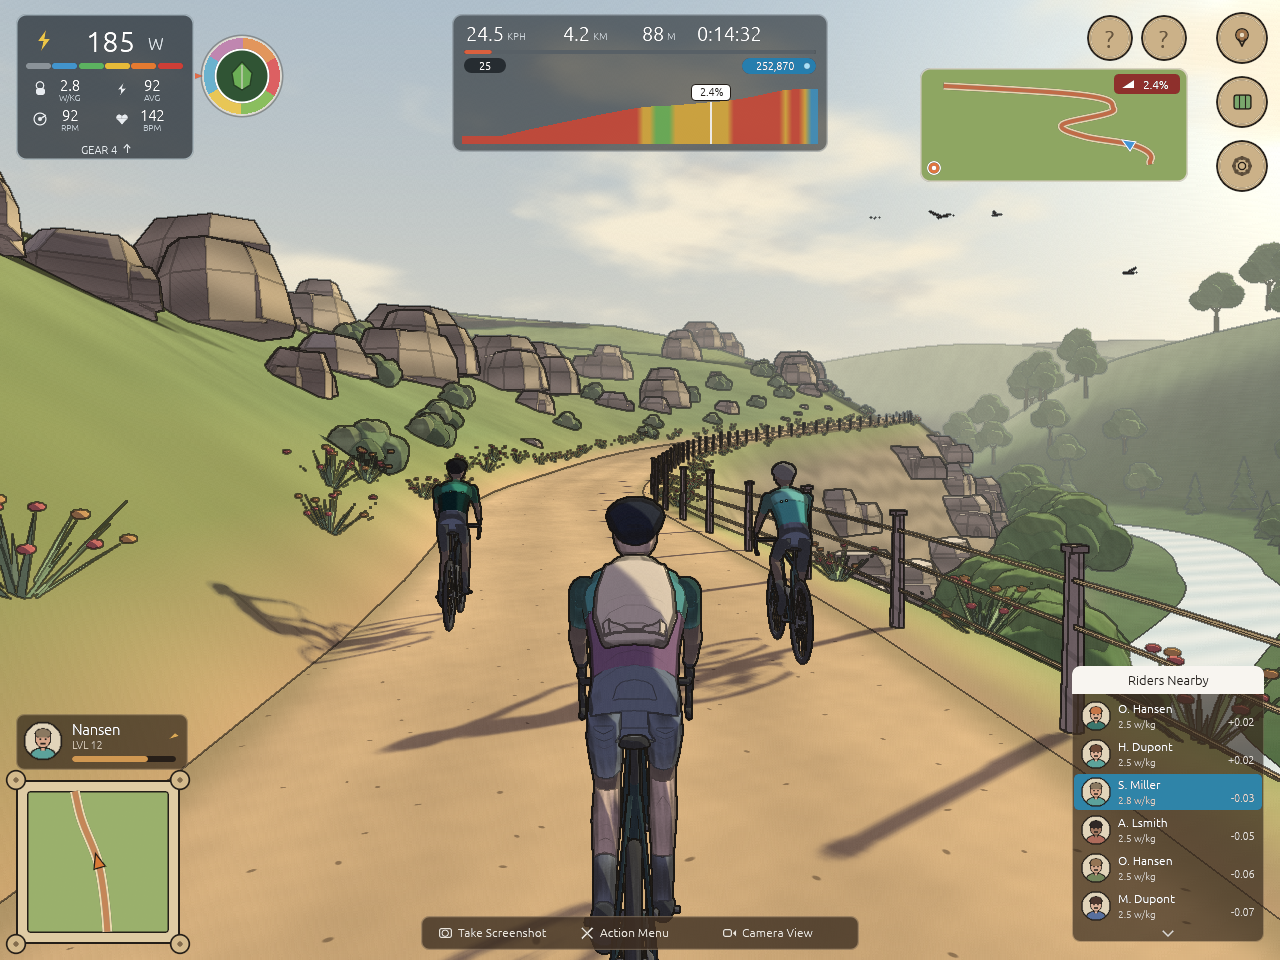 185 W
2.8 W/KG
92 AVG
92 RPM
142 BPM
GEAR 4
24.5 KPH
4.2 KM
88 M
0:14:32
25
252,870
2.4%
? ?
2.4%
Nansen
LVL 12
Riders Nearby
O. Hansen
2.5 w/kg +0.02
H. Dupont
2.5 w/kg +0.02
S. Miller
2.8 w/kg -0.03
A. Lsmith
2.5 w/kg -0.05
O. Hansen
2.5 w/kg -0.06
M. Dupont
2.5 w/kg -0.07
Take Screenshot
Action Menu
Camera View